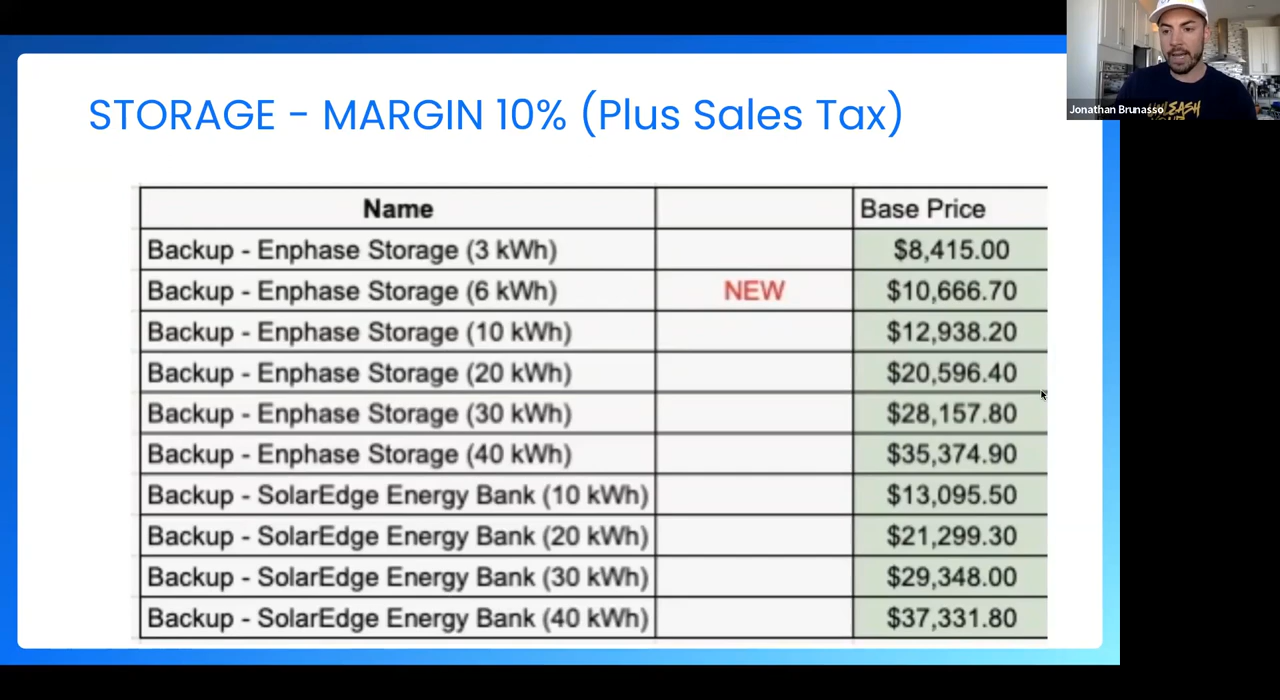 STORAGE - MARGIN 10% (Plus Sales Tax)
Jonathan Brunasso
Name Base Price
Backup - Enphase Storage (3 kWh) $8,415.00
Backup - Enphase Storage (6 kWh) NEW $10,666.70
Backup - Enphase Storage (10 kWh) $12,938.20
Backup - Enphase Storage (20 kWh) $20,596.40
Backup - Enphase Storage (30 kWh) $28,157.80
Backup - Enphase Storage (40 kWh) $35,374.90
Backup - SolarEdge Energy Bank (10 kWh) $13,095.50
Backup - SolarEdge Energy Bank (20 kWh) $21,299.30
Backup - SolarEdge Energy Bank (30 kWh) $29,348.00
Backup - SolarEdge Energy Bank (40 kWh) $37,331.80